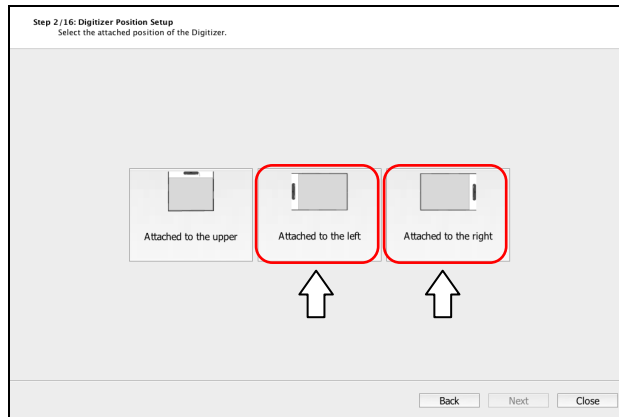 Step 2/16: Digitizer Position Setup
Select the attached position of the Digitizer.
Attached to the upper
Attached to the left
Attached to the right
Back
Next
Close